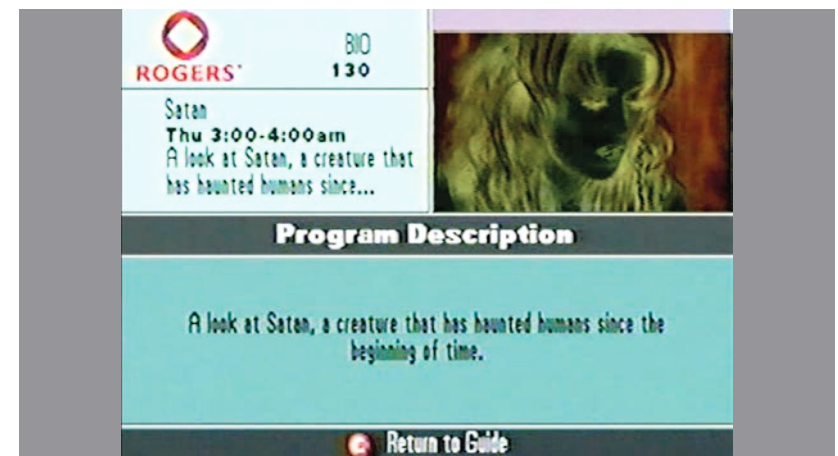 ROGERS
BIO
130
Satan
Thu 3:00-4:00am
A look at Satan, a creature that
has haunted humans since...
Program Description
A look at Satan, a creature that has haunted humans since the
beginning of time.
Return to Guide